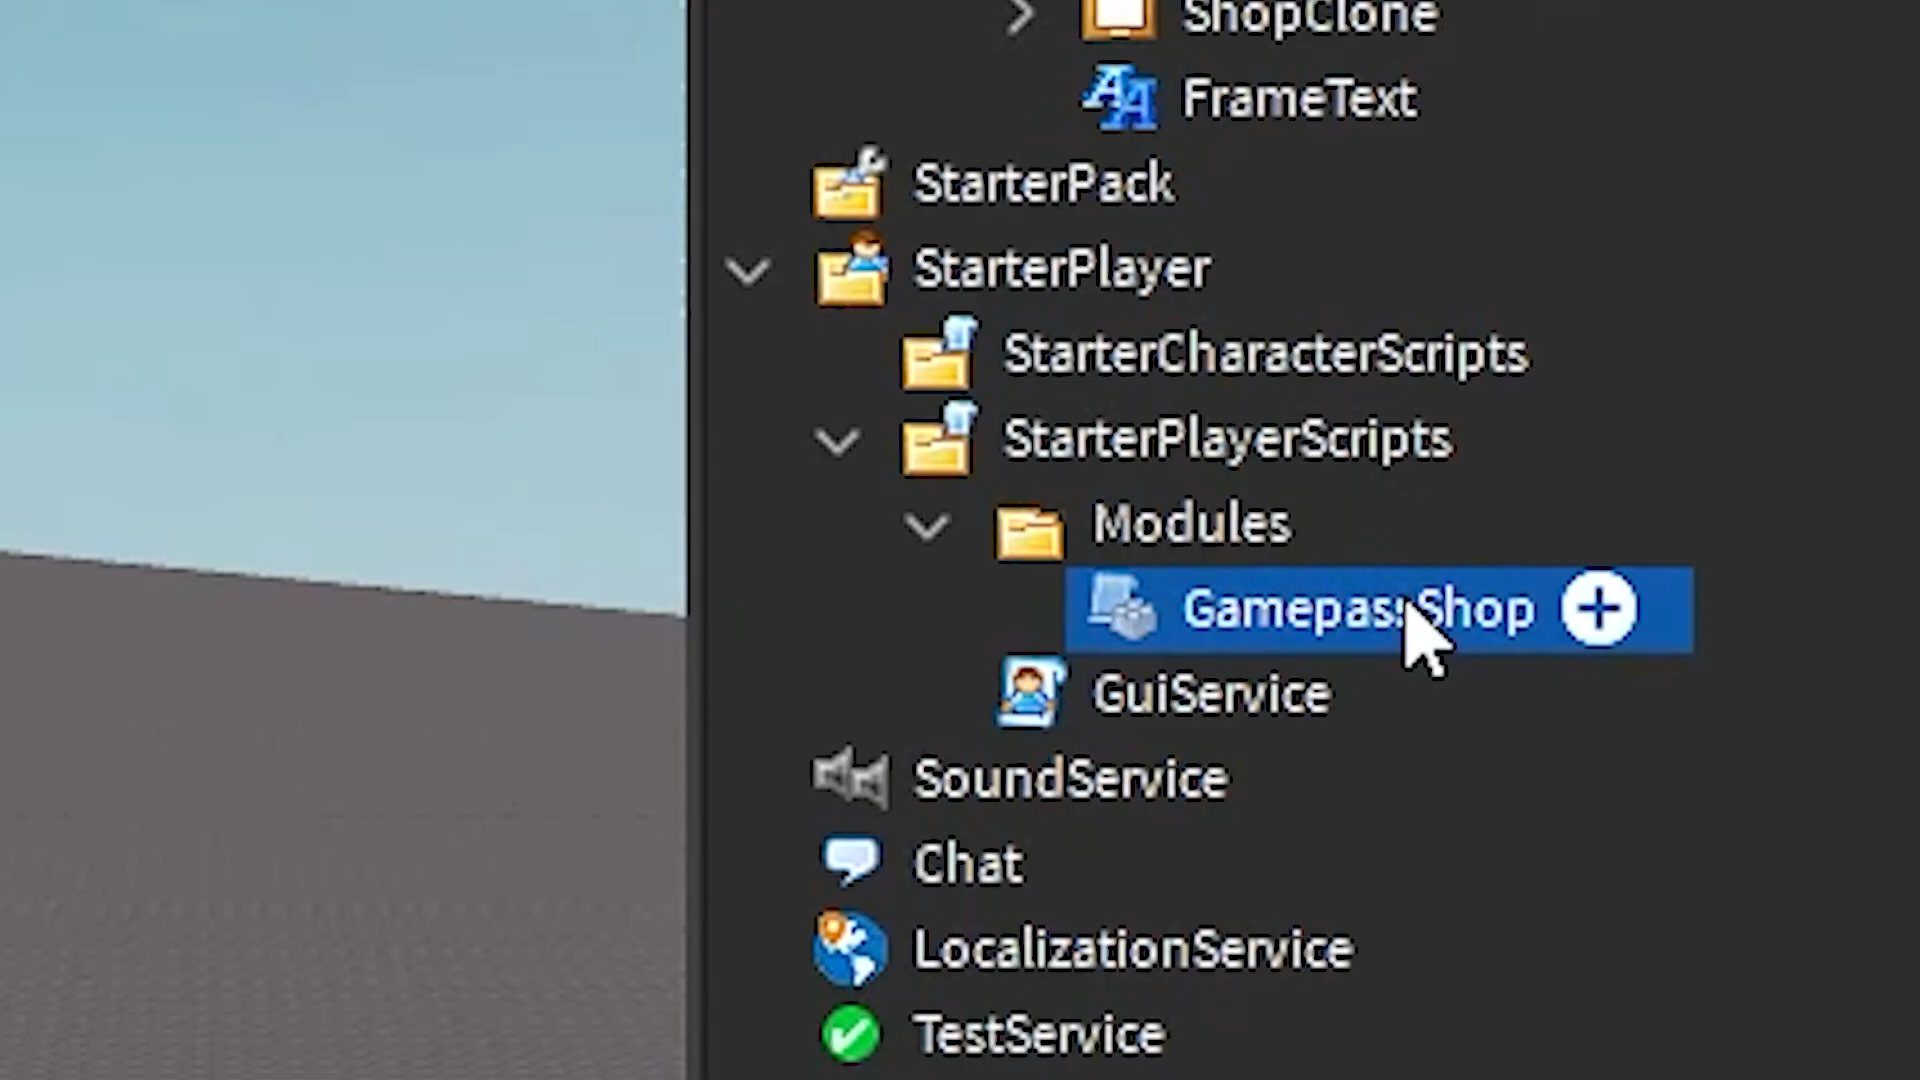 ShopClone
FrameText
StarterPack
StarterPlayer
StarterCharacterScripts
StarterPlayerScripts
Modules
GamepassShop
GuiService
SoundService
Chat
LocalizationService
TestService